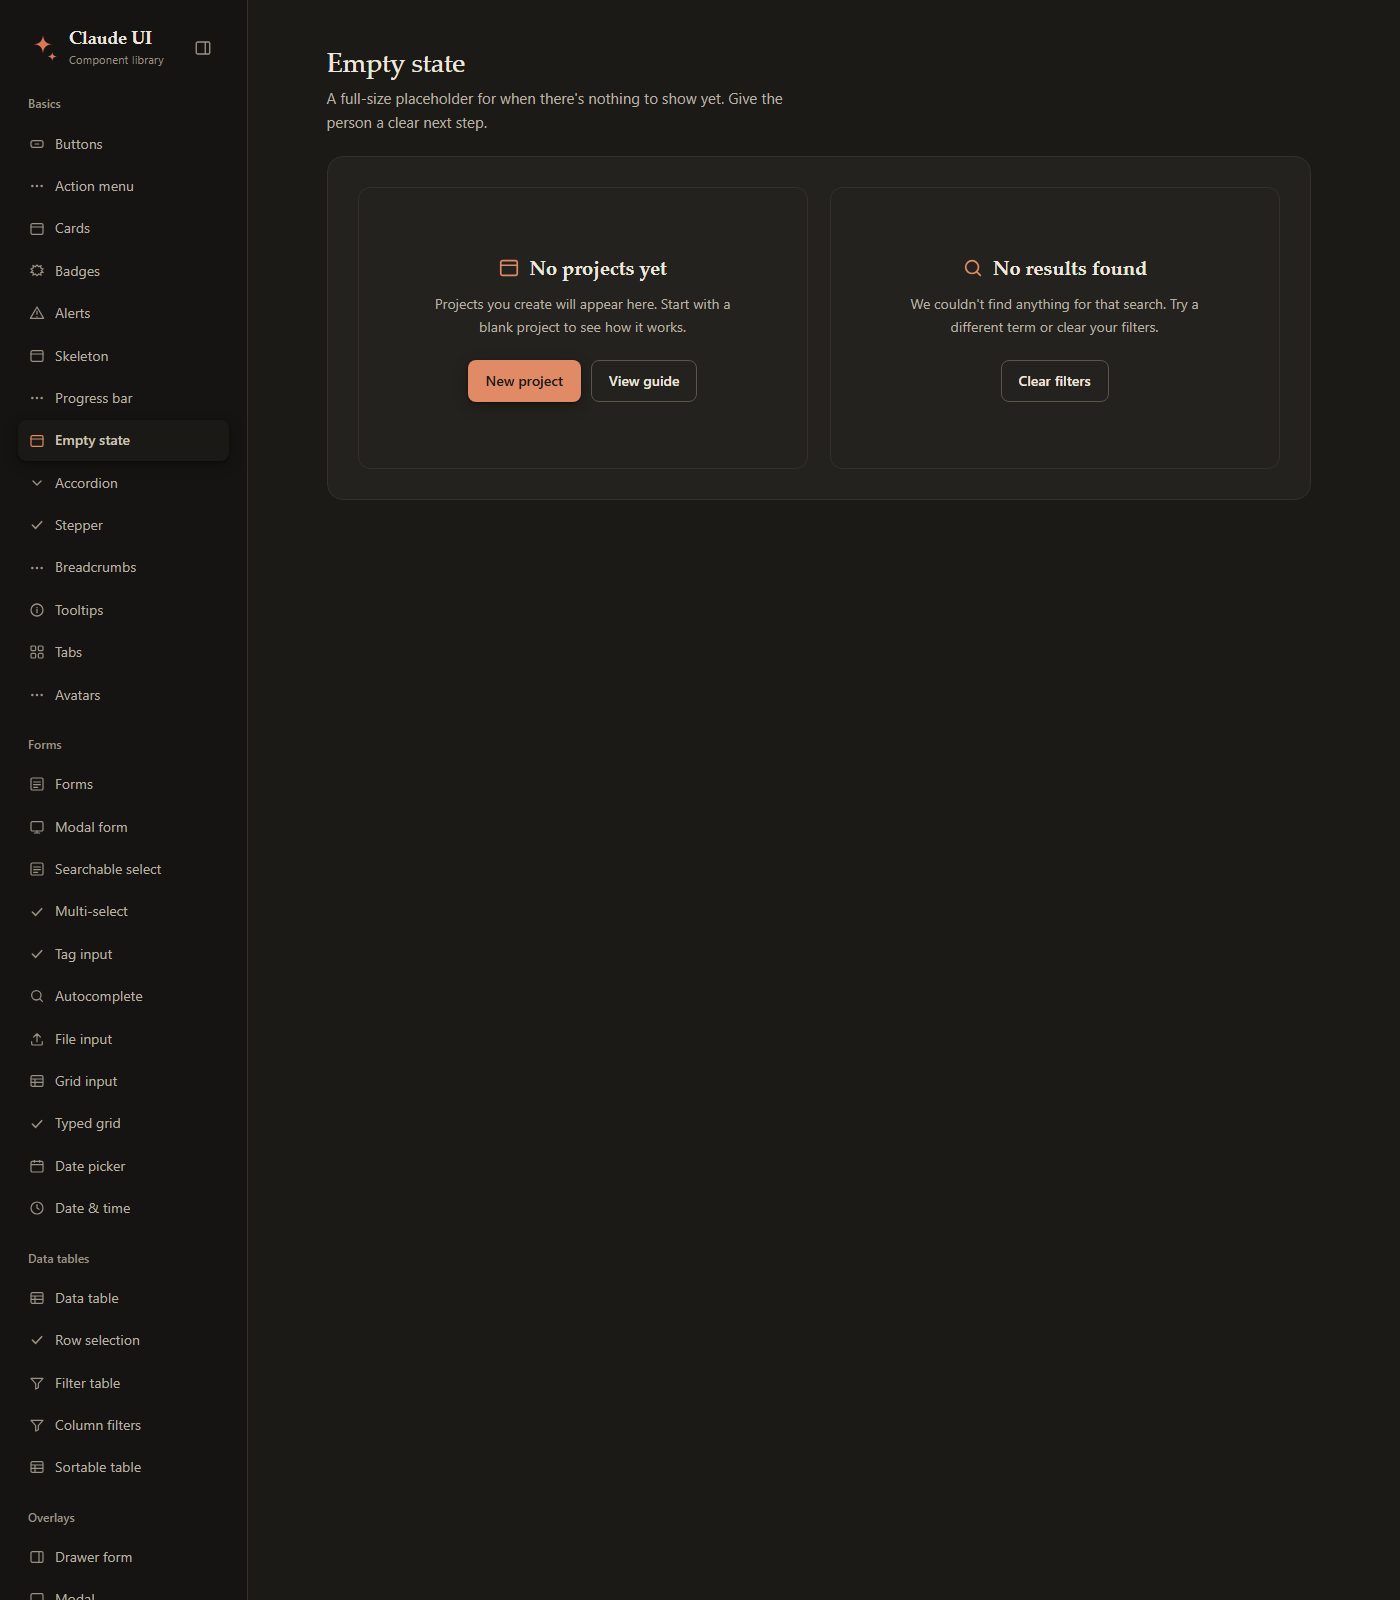 Claude UI
Component library
Basics
Buttons
Action menu
Cards
Badges
Alerts
Skeleton
Progress bar
Empty state
Accordion
Stepper
Breadcrumbs
Tooltips
Tabs
Avatars
Forms
Forms
Modal form
Searchable select
Multi-select
Tag input
Autocomplete
File input
Grid input
Typed grid
Date picker
Date & time
Data tables
Data table
Row selection
Filter table
Column filters
Sortable table
Overlays
Drawer form
Modal
Empty state
A full-size placeholder for when there's nothing to show yet. Give the
person a clear next step.
No projects yet
Projects you create will appear here. Start with a
blank project to see how it works.
New project
View guide
No results found
We couldn't find anything for that search. Try a
different term or clear your filters.
Clear filters